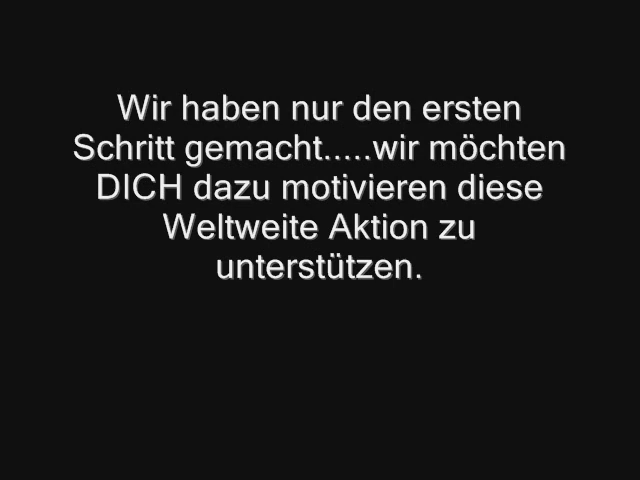 Wir haben nur den ersten
Schritt gemacht.....wir möchten
DICH dazu motivieren diese
Weltweite Aktion zu
unterstützen.